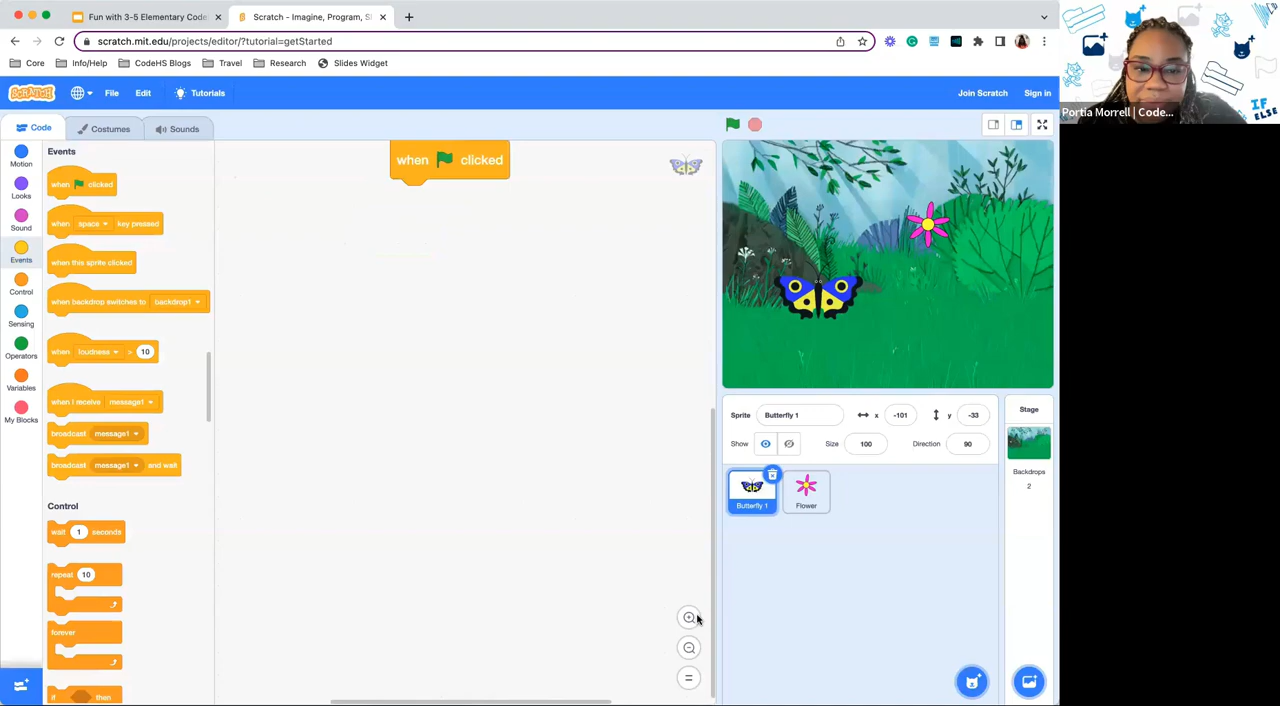 Fun with 3-5 Elementary Code
Scratch - Imagine, Program, S
scratch.mit.edu/projects/editor/?tutorial=getStarted
Core
Info/Help
CodeHS Blogs
Travel
Research
Slides Widget
SCRATCH
File
Edit
Tutorials
Join Scratch
Sign in
Code
Costumes
Sounds
Motion
Looks
Sound
Events
Control
Sensing
Operators
Variables
My Blocks
Events
when clicked
when space key pressed
when this sprite clicked
when backdrop switches to backdrop1
when loudness > 10
when I receive message1
broadcast message1
broadcast message1 and wait
Control
wait 1 seconds
repeat 10
forever
if then
when clicked
Sprite Butterfly 1 x -101 y -33
Show Size 100 Direction 90
Butterfly 1
Flower
Stage
Backdrops
2
Portia Morrell | Code...
IF
ELSE